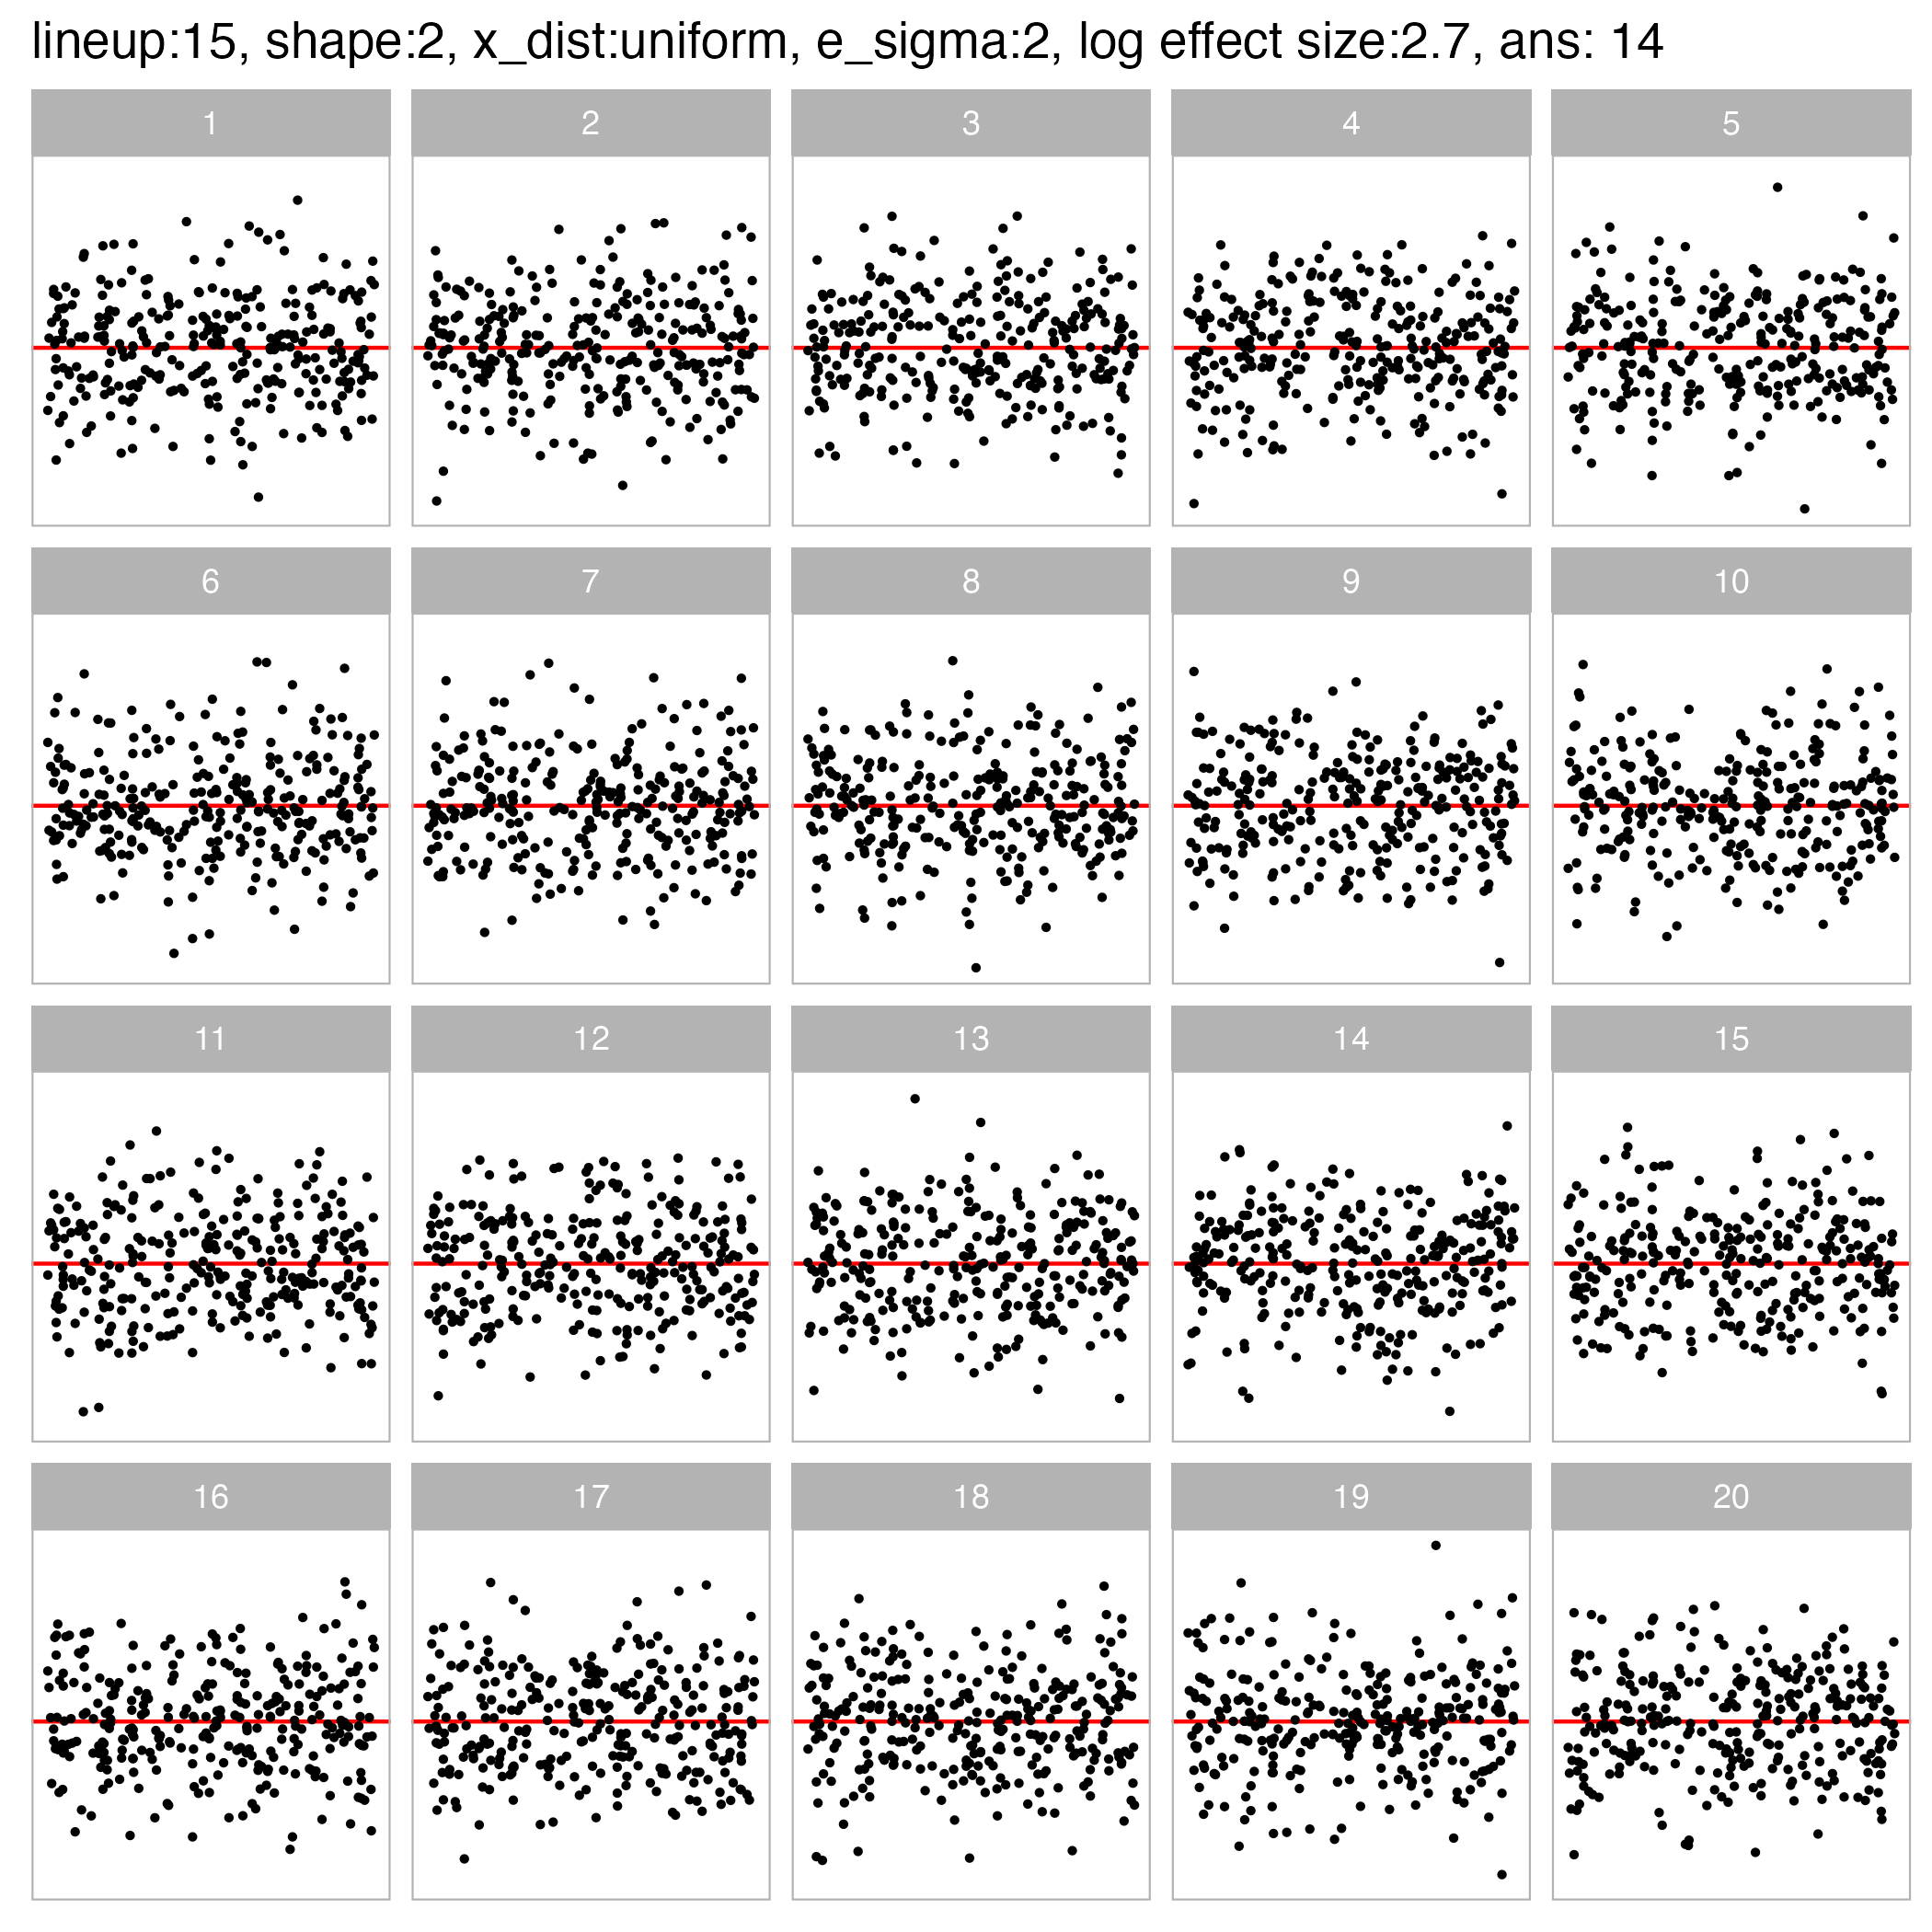 lineup:15, shape:2, x_dist:uniform, e_sigma:2, log effect size:2.7, ans: 14
1 2 3 4 5
6 7 8 9 10
11 12 13 14 15
16 17 18 19 20